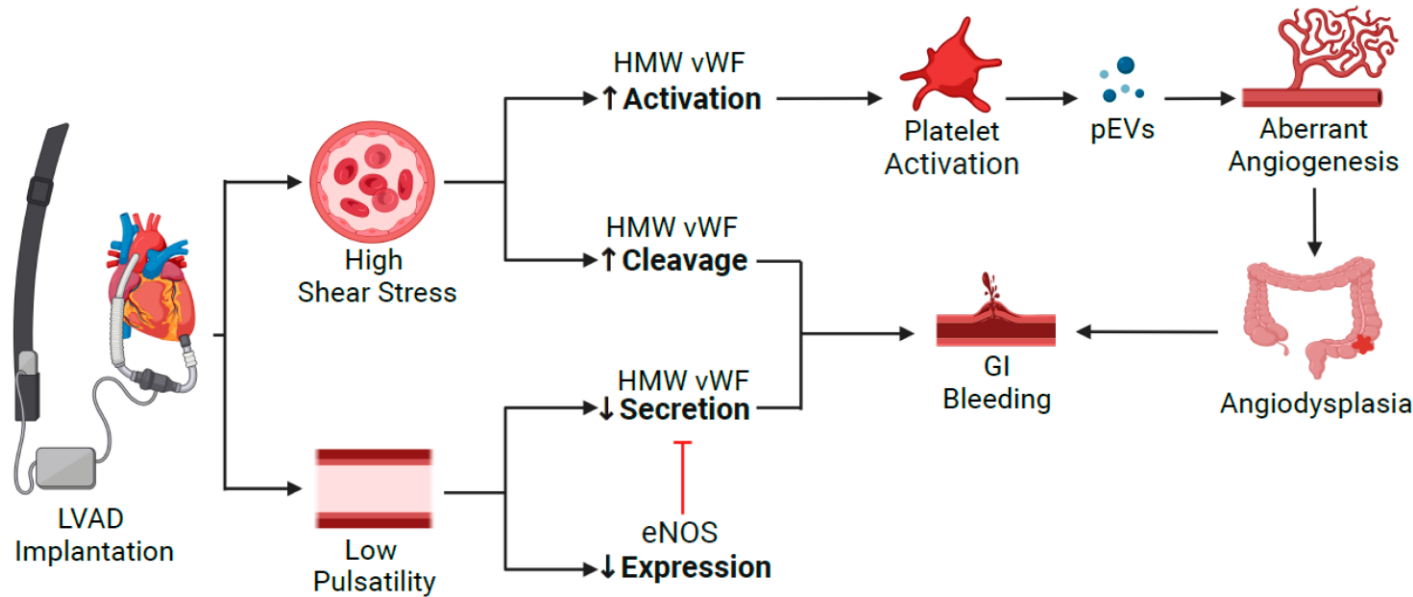 HMW vWF
↑ Activation
Platelet
Activation
pEVs
Aberrant
Angiogenesis
High
Shear Stress
HMW vWF
↑ Cleavage
GI
Bleeding
Angiodysplasia
HMW vWF
↓ Secretion
LVAD
Implantation
Low
Pulsatility
eNOS
↓ Expression